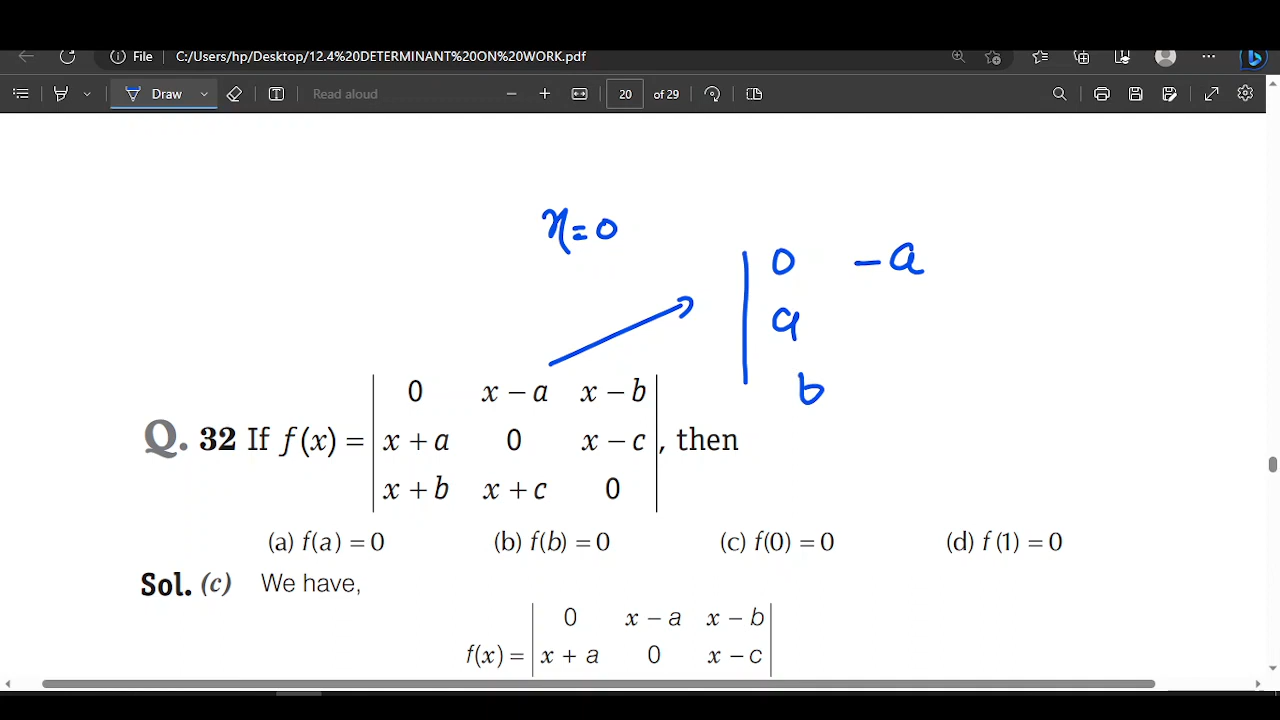 File C:/Users/hp/Desktop/12.4%20DETERMINANT%20ON%20WORK.pdf
Draw Read aloud 20 of 29
x=0
0 -a
a
b
0 x − a x − b
Q. 32 If f(x) = x + a 0 x − c , then
x + b x + c 0
(a) f(a) = 0 (b) f(b) = 0 (c) f(0) = 0 (d) f(1) = 0
Sol. (c) We have,
0 x − a x − b
f(x) = x + a 0 x − c